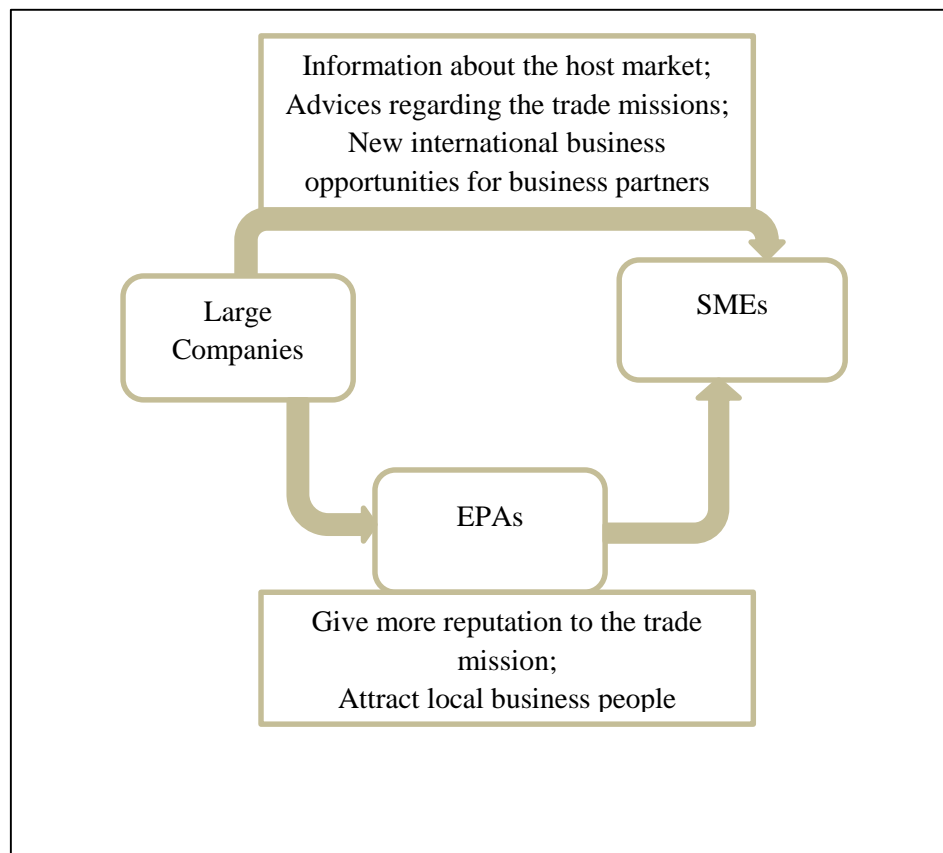 Information about the host market;
Advices regarding the trade missions;
New international business
opportunities for business partners
Large
Companies
SMEs
EPAs
Give more reputation to the trade
mission;
Attract local business people